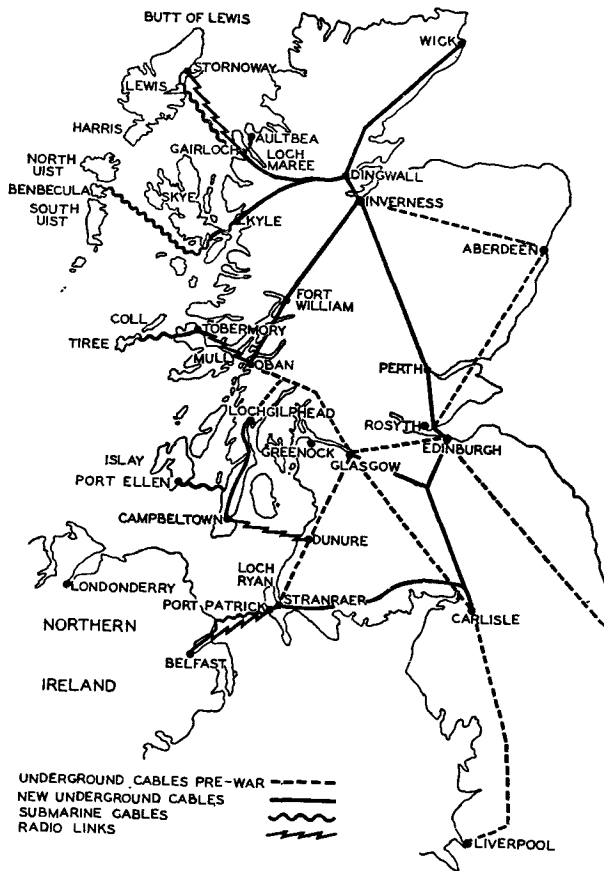 BUTT OF LEWIS
WICK
STORNOWAY
LEWIS
HARRIS
AULTBEA
GAIRLOCH
LOCH
MAREE
NORTH
UIST
DINGWALL
BENBECULA
SKYE
INVERNESS
SOUTH
UIST
KYLE
ABERDEEN
FORT
WILLIAM
COLL
TOBERMORY
TIREE
MULL
OBAN
PERTH
LOCHGILPHEAD
ROSYTH
GREENOCK
EDINBURGH
ISLAY
GLASGOW
PORT ELLEN
CAMPBELTOWN
DUNURE
LOCH
RYAN
LONDONDERRY
STRANRAER
PORT PATRICK
CARLISLE
NORTHERN
BELFAST
IRELAND
UNDERGROUND CABLES PRE-WAR
NEW UNDERGROUND CABLES
SUBMARINE CABLES
RADIO LINKS
LIVERPOOL